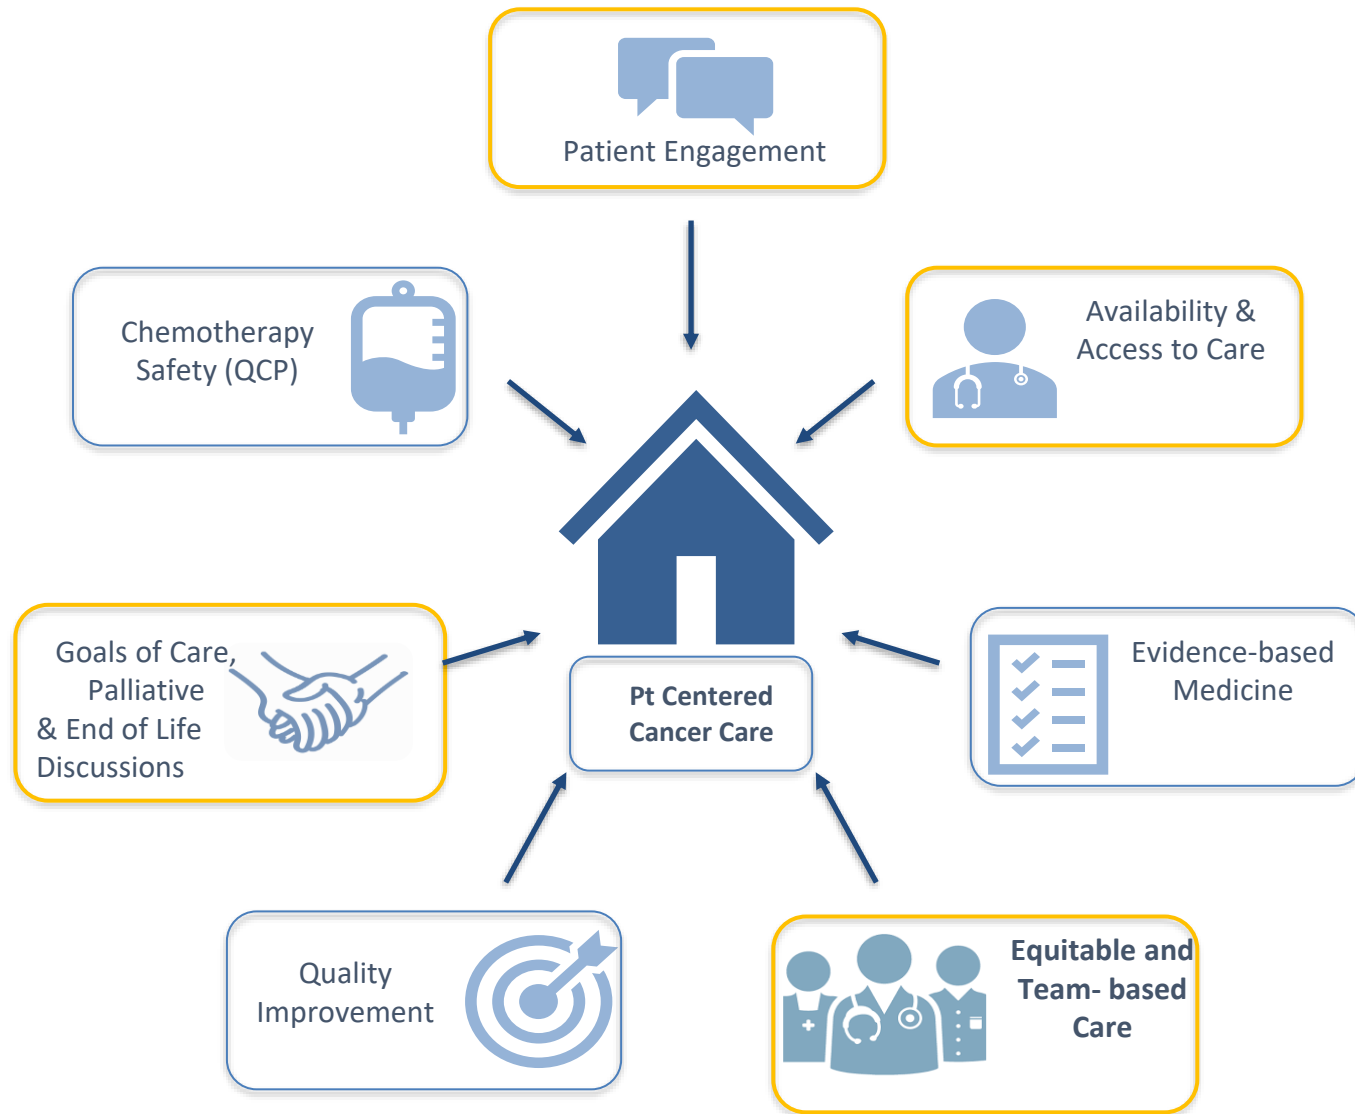 Patient Engagement
Chemotherapy
Safety (QCP)
Availability &
Access to Care
Goals of Care,
Palliative
& End of Life
Discussions
Pt Centered
Cancer Care
Evidence-based
Medicine
Quality
Improvement
Equitable and
Team- based
Care